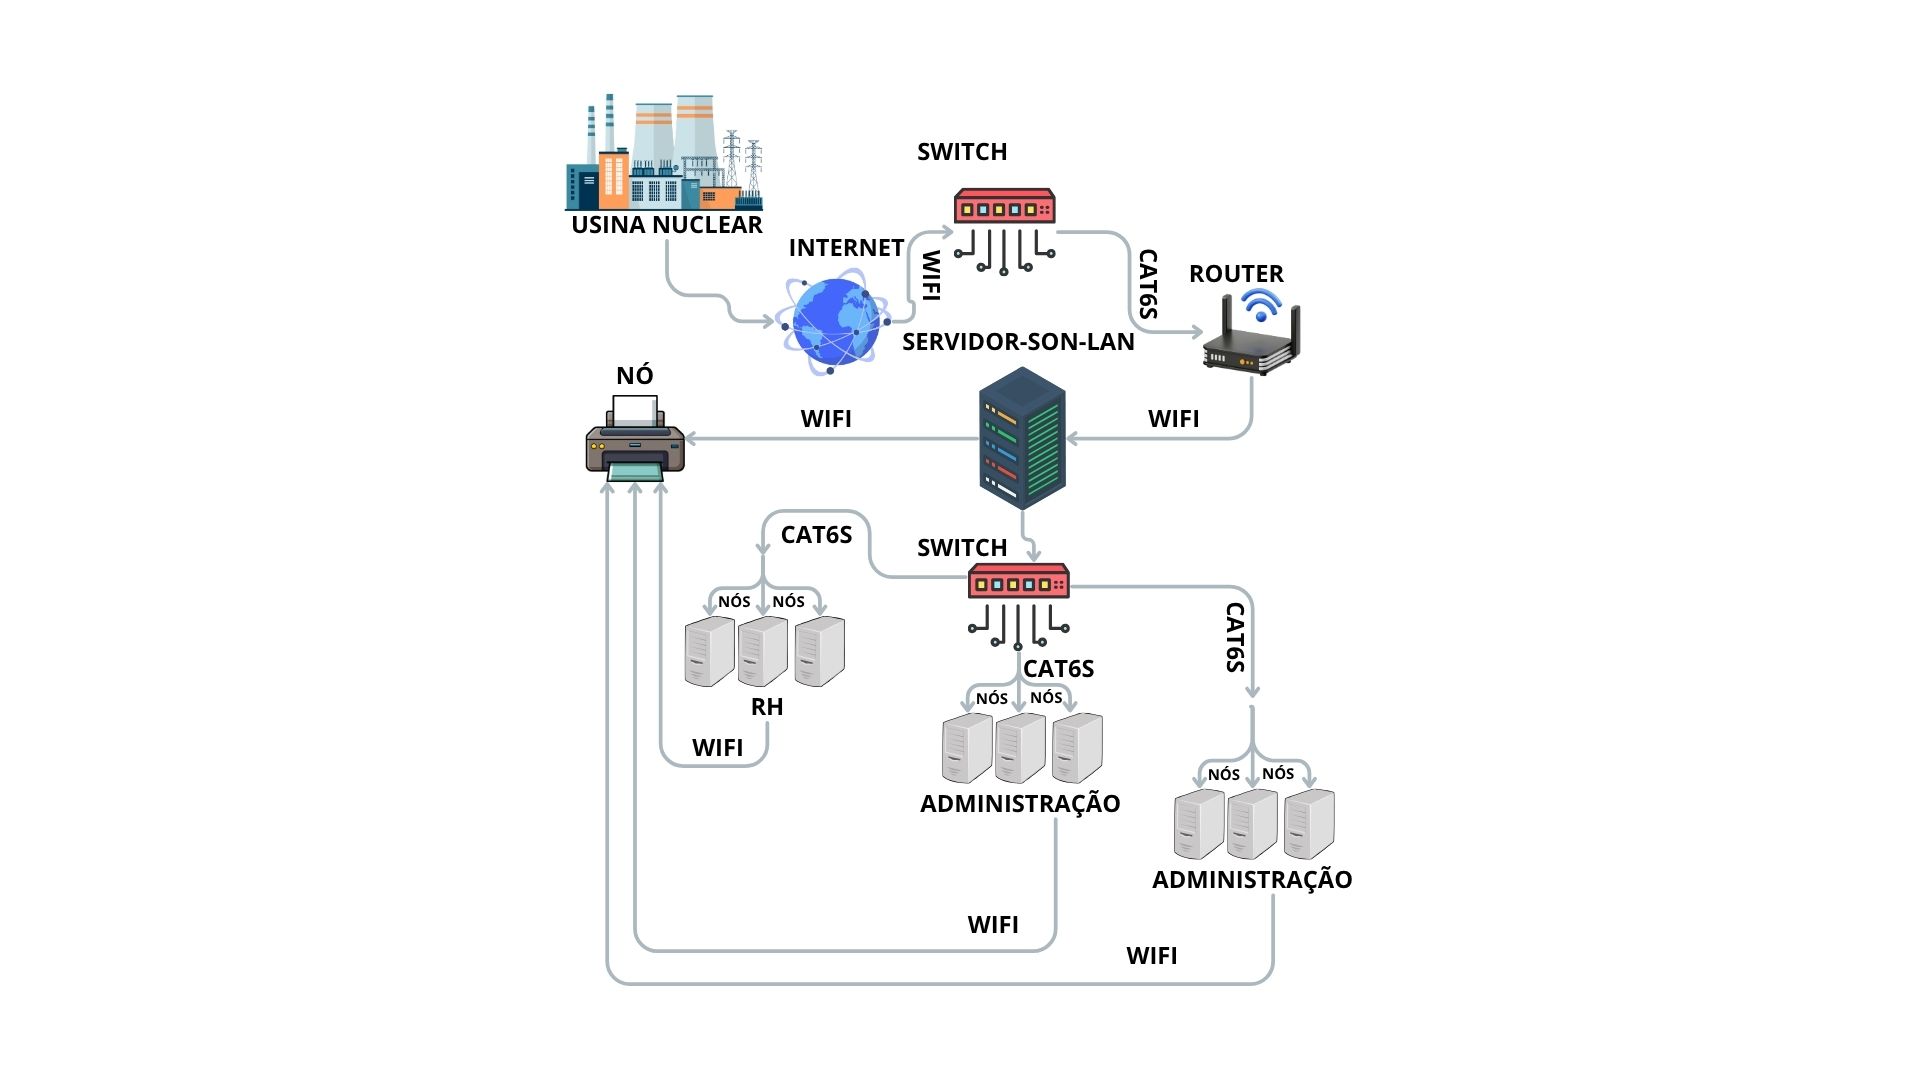 SWITCH
USINA NUCLEAR
INTERNET
WIFI
CAT6S
ROUTER
SERVIDOR-SON-LAN
NÓ
WIFI
WIFI
CAT6S
SWITCH
NÓS
NÓS
CAT6S
CAT6S
NÓS
NÓS
RH
WIFI
NÓS
NÓS
ADMINISTRAÇÃO
ADMINISTRAÇÃO
WIFI
WIFI